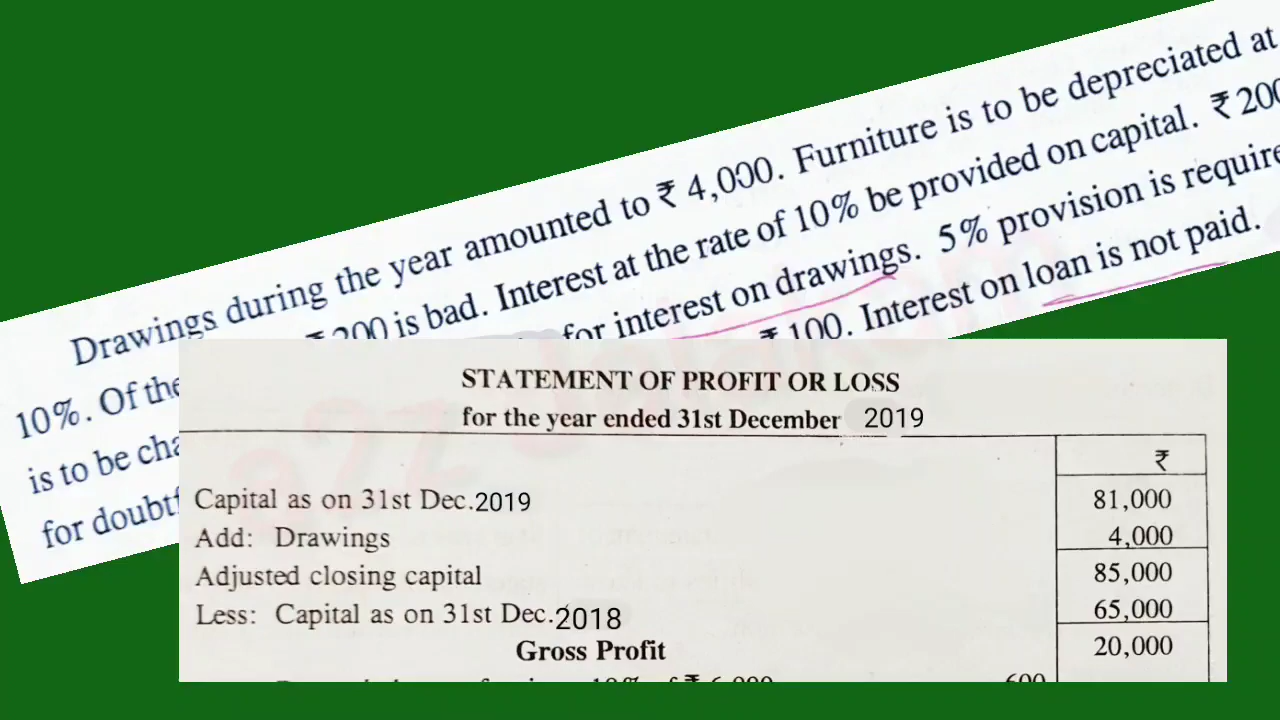 Drawings during the year amounted to ₹ 4,000. Furniture is to be depreciated at
10%. Of the ₹ 200 is bad. Interest at the rate of 10% be provided on capital. ₹ 200
is to be for interest on drawings. 5% provision is
for ₹ 100. Interest on loan is not paid.
STATEMENT OF PROFIT OR LOSS
for the year ended 31st December 2019
₹
Capital as on 31st Dec.2019 81,000
Add: Drawings 4,000
Adjusted closing capital 85,000
Less: Capital as on 31st Dec.2018 65,000
Gross Profit 20,000